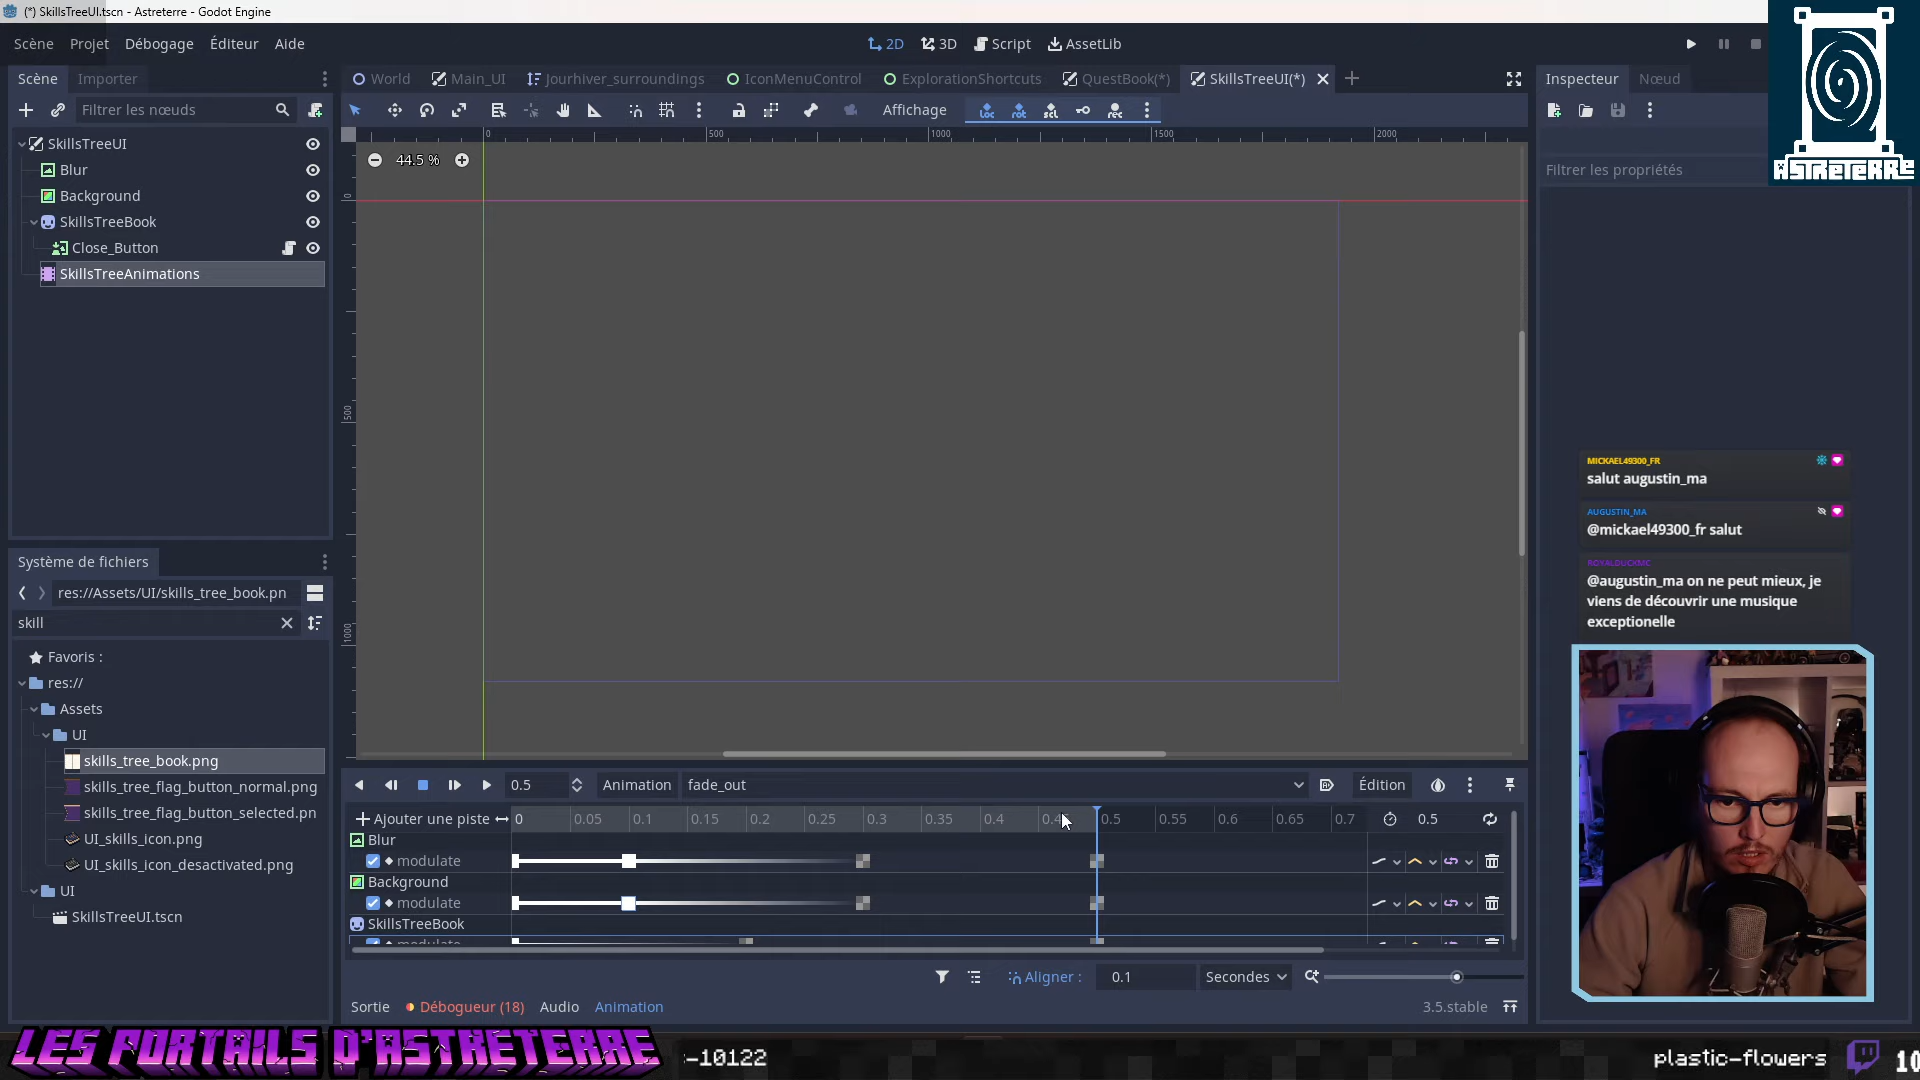 (*) SkillsTreeUI.tscn - Astreterre - Godot Engine
Scène Projet Débogage Éditeur Aide
2D 3D Script AssetLib
ASTRETERRE
Scène Importer
World Main_UI Jourhiver_surroundings IconMenuControl ExplorationShortcuts QuestBook(*) SkillsTreeUI(*)
Inspecteur Nœud
Filtrer les nœuds
Affichage
SkillsTreeUI
Blur
Background
SkillsTreeBook
Close_Button
SkillsTreeAnimations
0 500 1000 1500 2000
44.5 %
0
500
1000
Filtrer les propriétés
MICKAEL49300_FR
salut augustin_ma
AUGUSTIN_MA
@mickael49300_fr salut
ROYALDUCKMC
@augustin_ma on ne peut mieux, je
viens de découvrir une musique
exceptionelle
Système de fichiers
res://Assets/UI/skills_tree_book.pn
skill
Favoris :
res://
Assets
UI
skills_tree_book.png
skills_tree_flag_button_normal.png
skills_tree_flag_button_selected.pn
UI_skills_icon.png
UI_skills_icon_desactivated.png
UI
SkillsTreeUI.tscn
0.5 Animation fade_out Édition
Ajouter une piste 0 0.05 0.1 0.15 0.2 0.25 0.3 0.35 0.4 0.5 0.55 0.6 0.65 0.7 0.5
Blur
modulate
Background
modulate
SkillsTreeBook
modulate
Aligner : 0.1 Secondes
Sortie Débogueur (18) Audio Animation 3.5.stable
LES PORTAILS D'ASTRETERRE
-10122
plastic-flowers
10